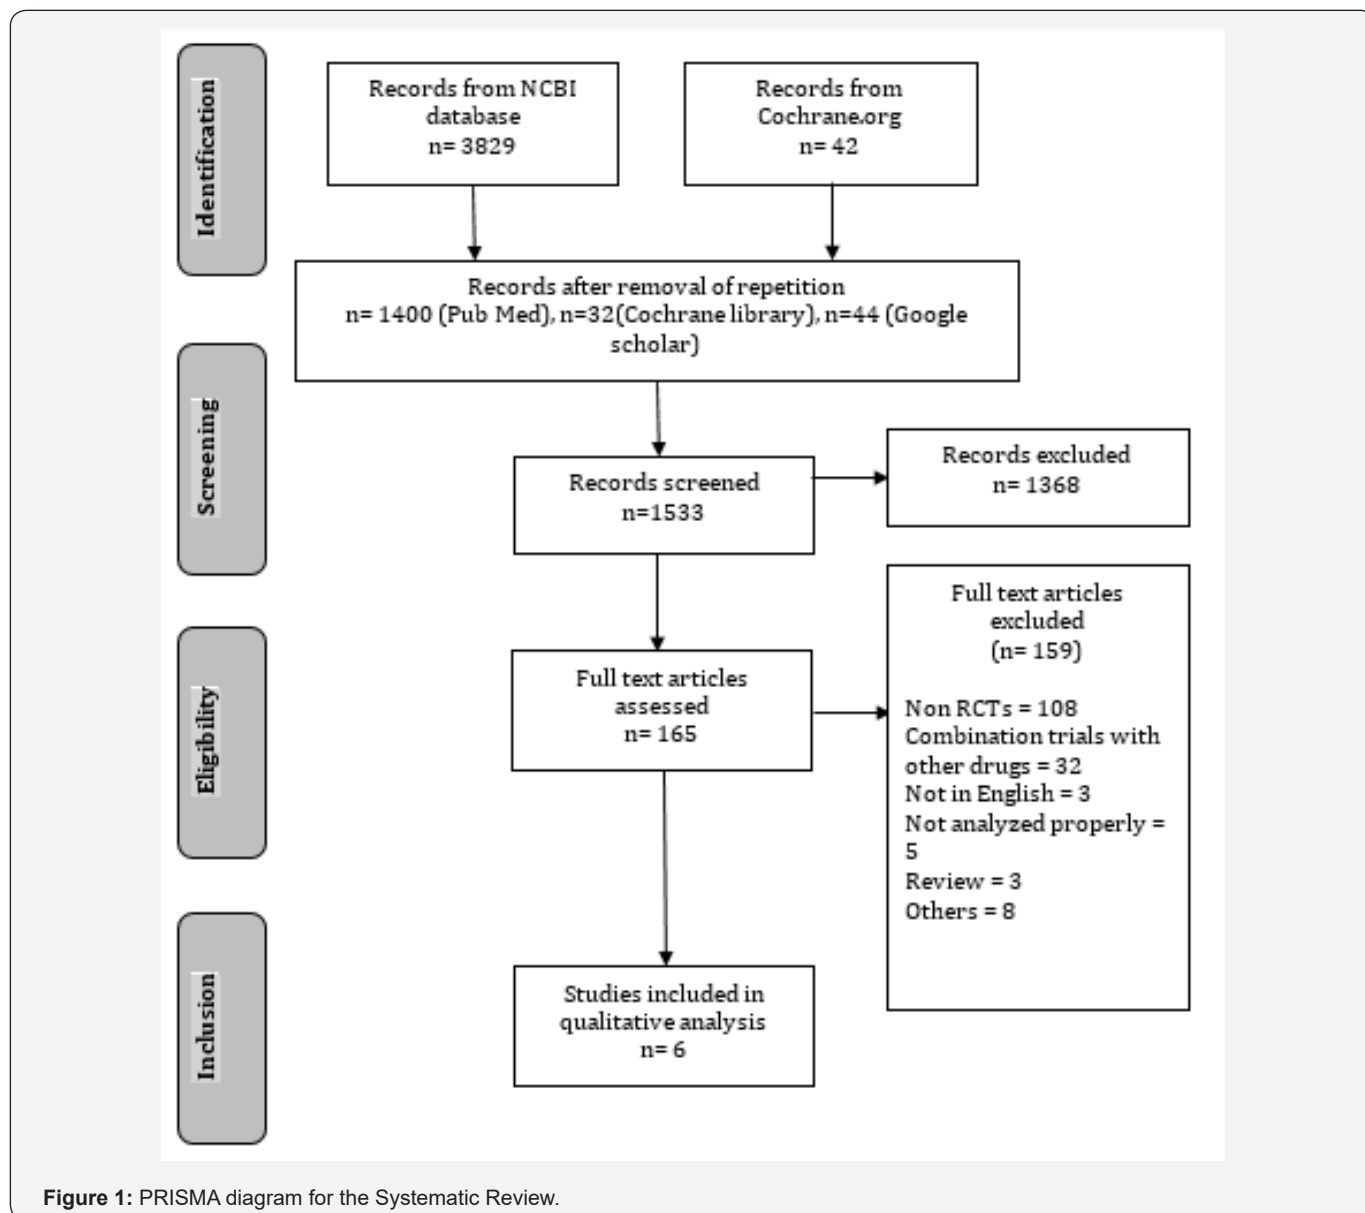 Identification
Records from NCBI
database
n= 3829
Records from
Cochrane.org
n= 42
Records after removal of repetition
n= 1400 (Pub Med), n=32(Cochrane library), n=44 (Google
scholar)
Screening
Records screened
n=1533
Records excluded
n= 1368
Eligibility
Full text articles
assessed
n= 165
Full text articles
excluded
(n= 159)
Non RCTs = 108
Combination trials with
other drugs = 32
Not in English = 3
Not analyzed properly =
5
Review = 3
Others = 8
Inclusion
Studies included in
qualitative analysis
n= 6
Figure 1: PRISMA diagram for the Systematic Review.